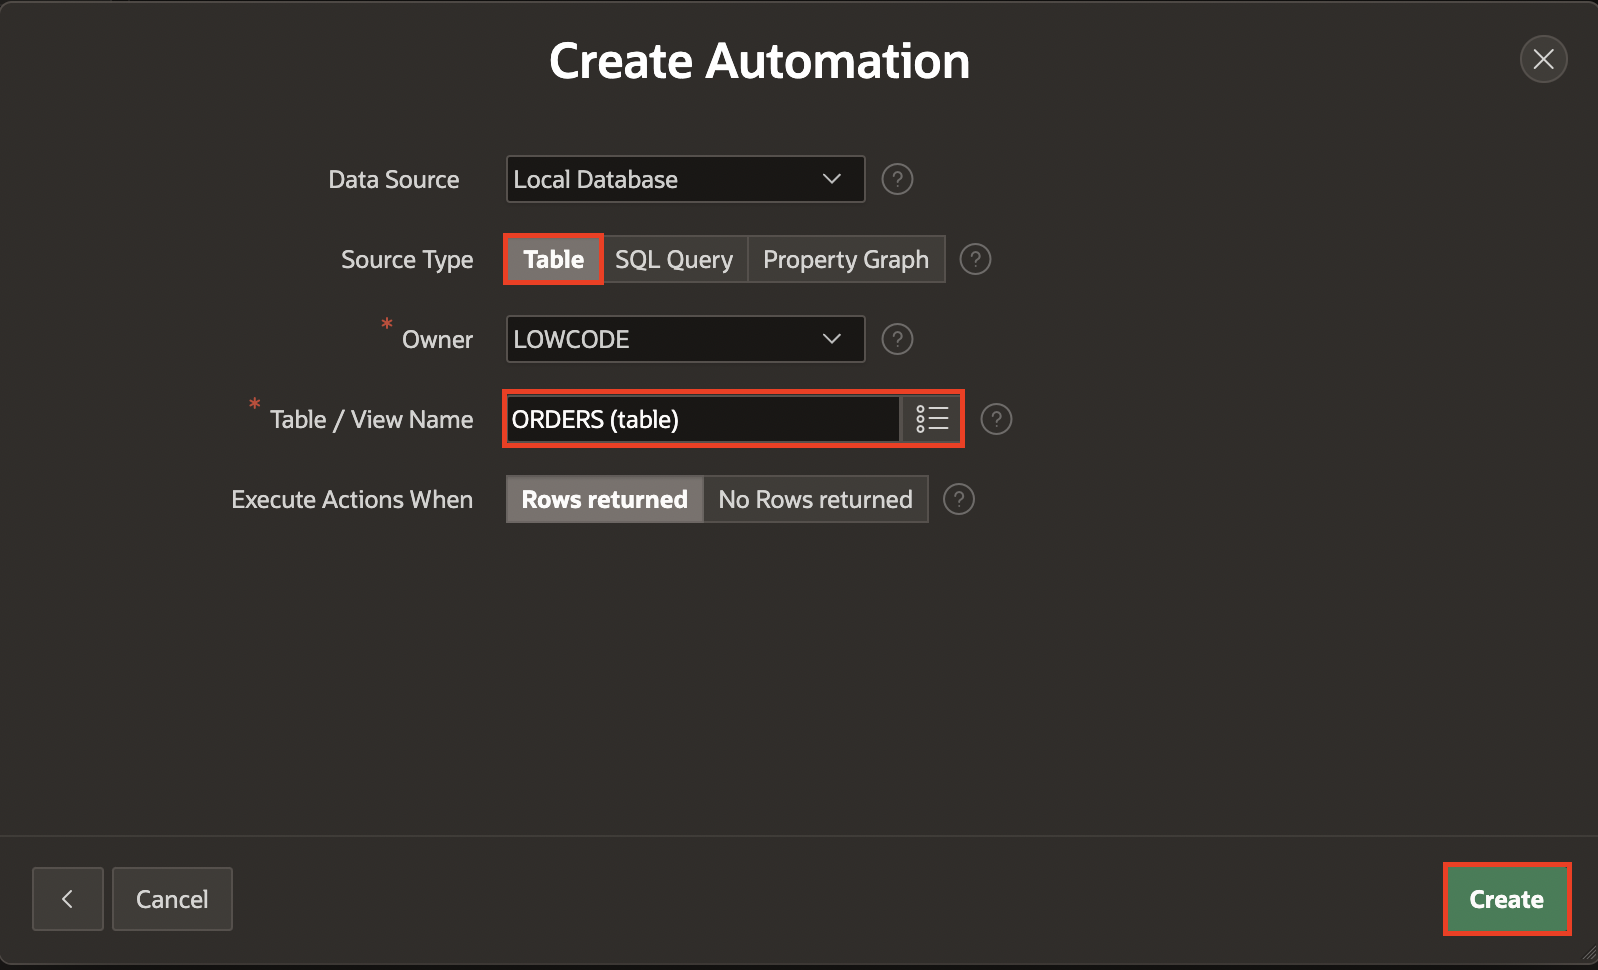 Create Automation
Data Source Local Database ?
Source Type Table SQL Query Property Graph ?
* Owner LOWCODE ?
* Table / View Name ORDERS (table) ?
Execute Actions When Rows returned No Rows returned ?
Cancel Create